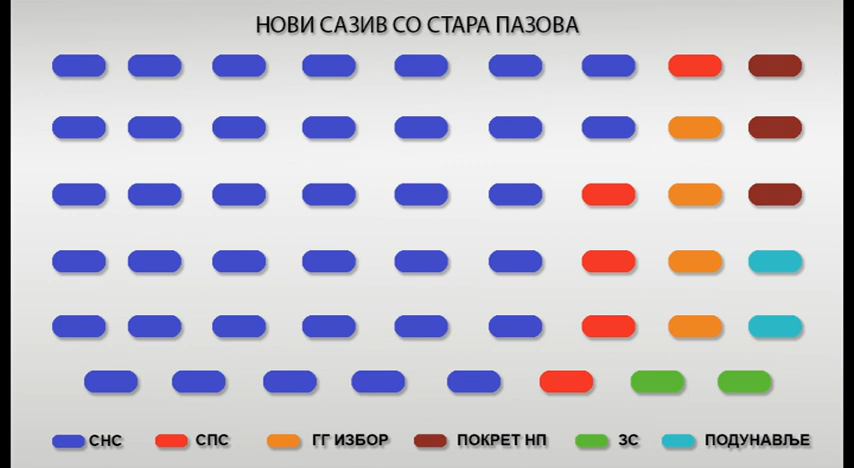 НОВИ САЗИВ СО СТАРА ПАЗОВА
СНС СПС ГГ ИЗБОР ПОКРЕТ НП ЗС ПОДУНАВЉЕ